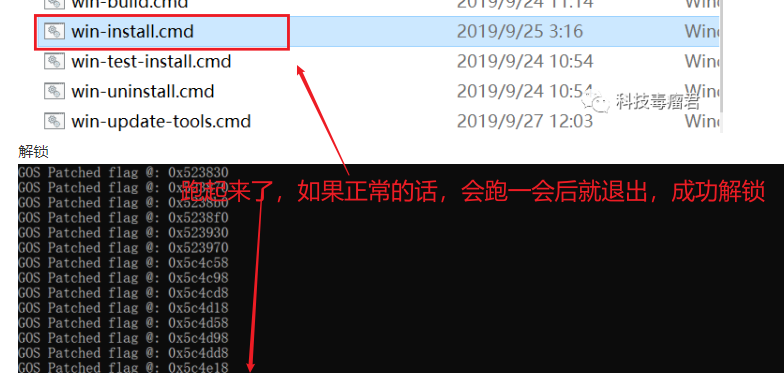 win-build.cmd 2019/9/24 11:14 Wind
win-install.cmd 2019/9/25 3:16 Wind
win-test-install.cmd 2019/9/24 10:54 Wind
win-uninstall.cmd 2019/9/24 10:54 Wind
科技毒瘤君
win-update-tools.cmd 2019/9/27 12:03 Wind
解锁
GOS Patched flag @: 0x523830
GOS Patched flag @: 0x523870
跑起来了，如果正常的话，会跑一会后就退出，成功解锁
GOS Patched flag @: 0x5238b0
GOS Patched flag @: 0x5238f0
GOS Patched flag @: 0x523930
GOS Patched flag @: 0x523970
GOS Patched flag @: 0x5c4c58
GOS Patched flag @: 0x5c4c98
GOS Patched flag @: 0x5c4cd8
GOS Patched flag @: 0x5c4d18
GOS Patched flag @: 0x5c4d58
GOS Patched flag @: 0x5c4d98
GOS Patched flag @: 0x5c4dd8
GOS Patched flag @: 0x5c4e18